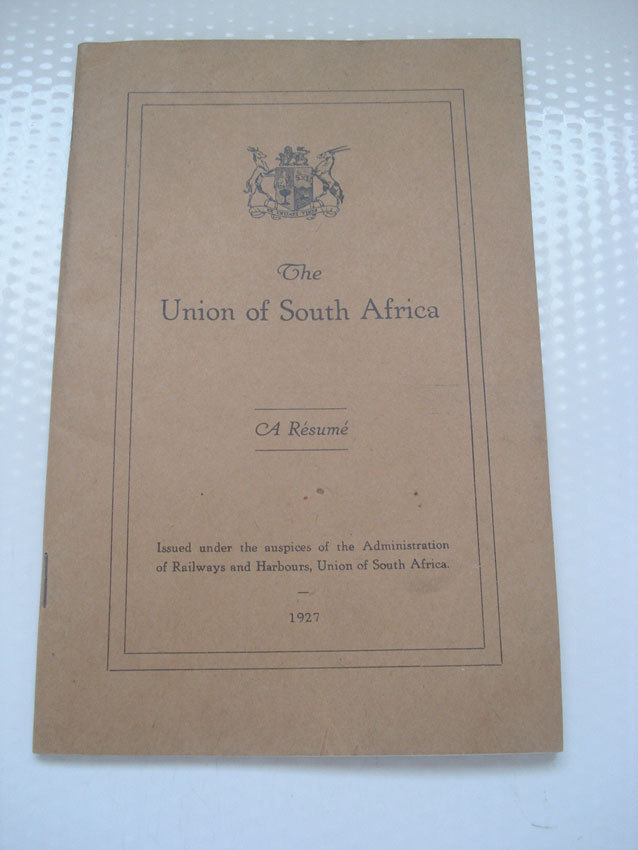 The
Union of South Africa
A Résumé
Issued under the auspices of the Administration
of Railways and Harbours, Union of South Africa.
1927